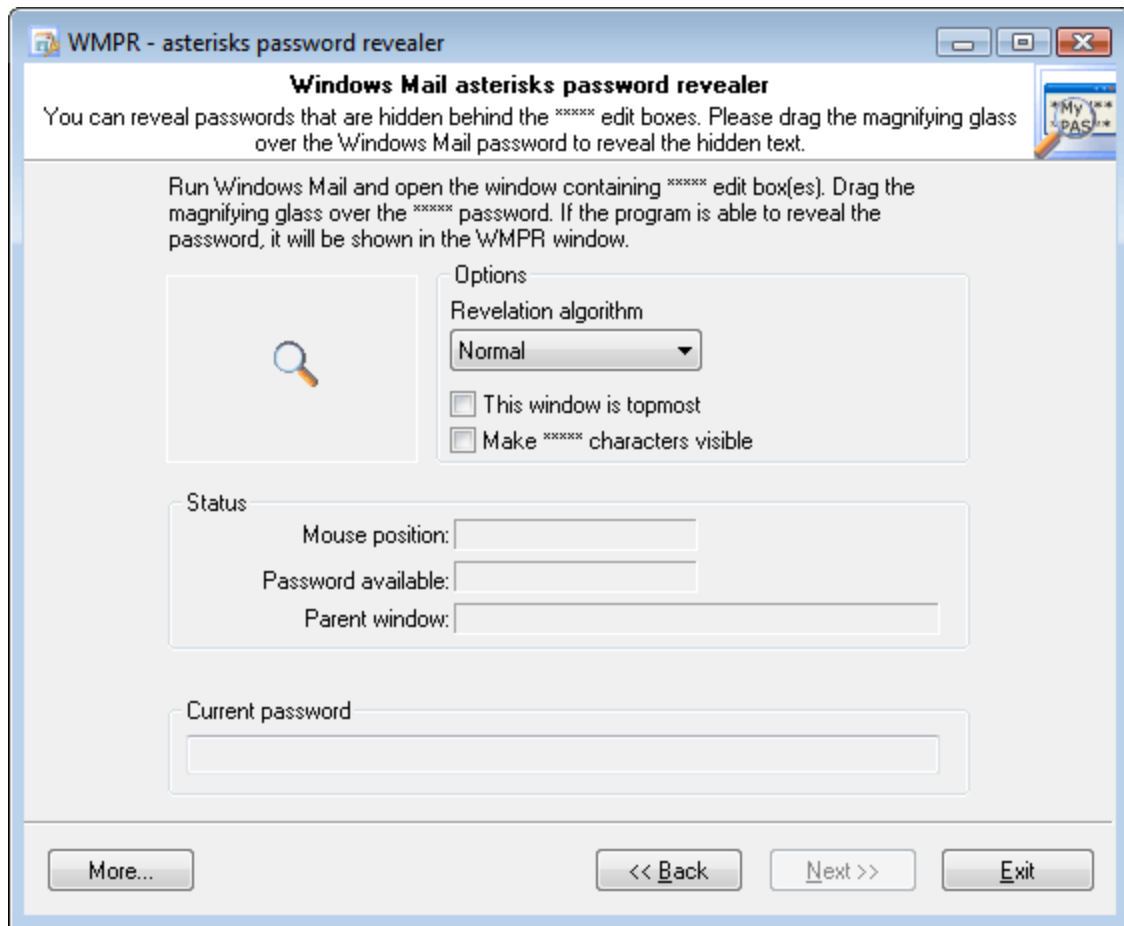 WMPR - asterisks password revealer
Windows Mail asterisks password revealer
You can reveal passwords that are hidden behind the ***** edit boxes. Please drag the magnifying glass
over the Windows Mail password to reveal the hidden text.
*My **
*PAS**
Run Windows Mail and open the window containing ***** edit box(es). Drag the
magnifying glass over the ***** password. If the program is able to reveal the
password, it will be shown in the WMPR window.
Options
Revelation algorithm
Normal
This window is topmost
Make ***** characters visible
Status
Mouse position:
Password available:
Parent window:
Current password
More...
<< Back
Next >>
Exit